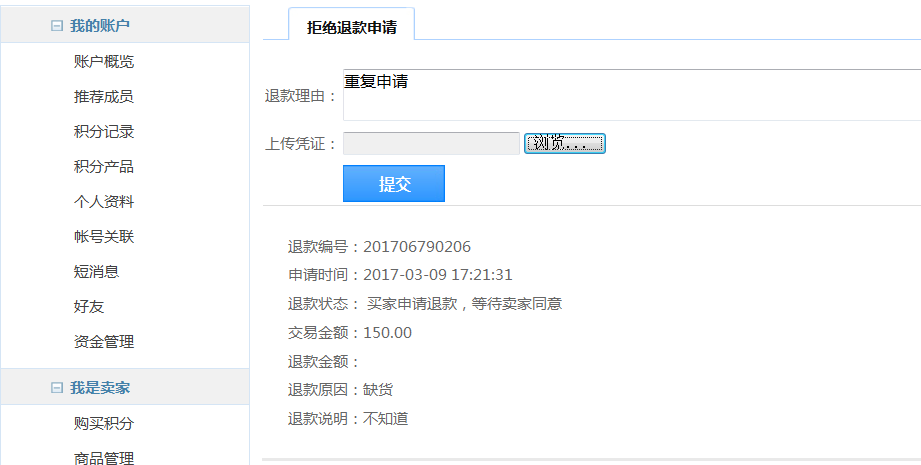 我的账户
账户概览
推荐成员
积分记录
积分产品
个人资料
帐号关联
短消息
好友
资金管理
我是卖家
购买积分
商品管理
拒绝退款申请
退款理由：重复申请
上传凭证：浏览...
提交
退款编号：201706790206
申请时间：2017-03-09 17:21:31
退款状态： 买家申请退款，等待卖家同意
交易金额：150.00
退款金额：
退款原因：缺货
退款说明：不知道